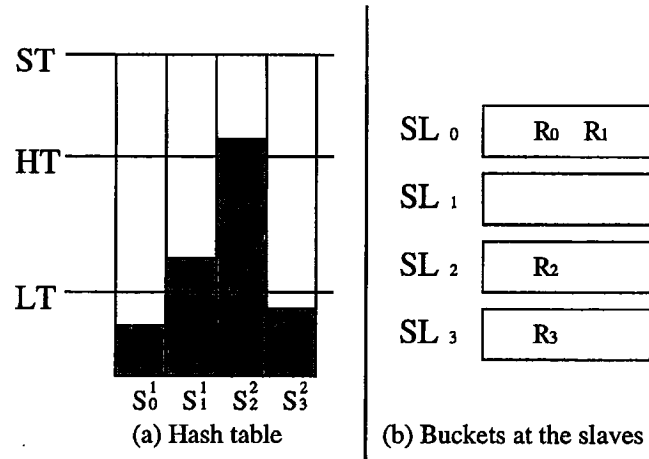 ST
HT
LT
S₀¹ S₁¹ S₂² S₃²
(a) Hash table
SL ₀ R₀ R₁
SL ₁
SL ₂ R₂
SL ₃ R₃
(b) Buckets at the slaves